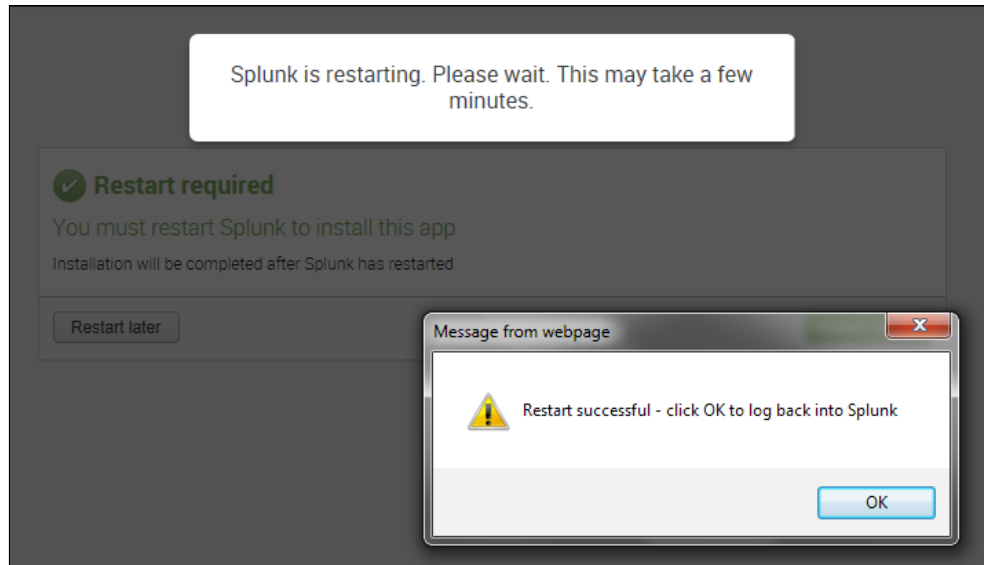 Splunk is restarting. Please wait. This may take a few
minutes.
Restart required
You must restart Splunk to install this app
Installation will be completed after Splunk has restarted
Restart later
Message from webpage
Restart successful - click OK to log back into Splunk
OK